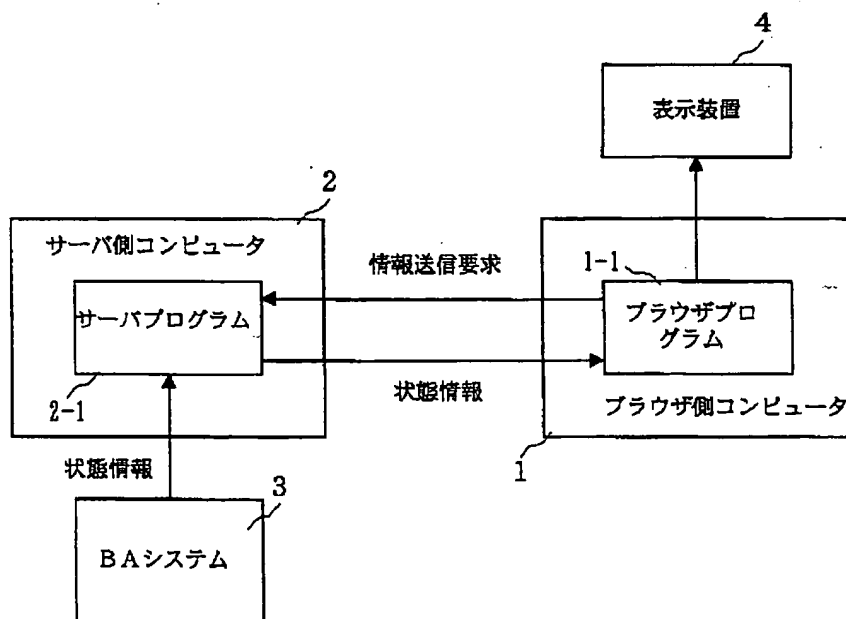 4
表示装置
2
サーバ側コンピュータ
情報送信要求
1-1
サーバプログラム
ブラウザプロ
グラム
2-1
状態情報
ブラウザ側コンピュータ
1
状態情報
3
BAシステム